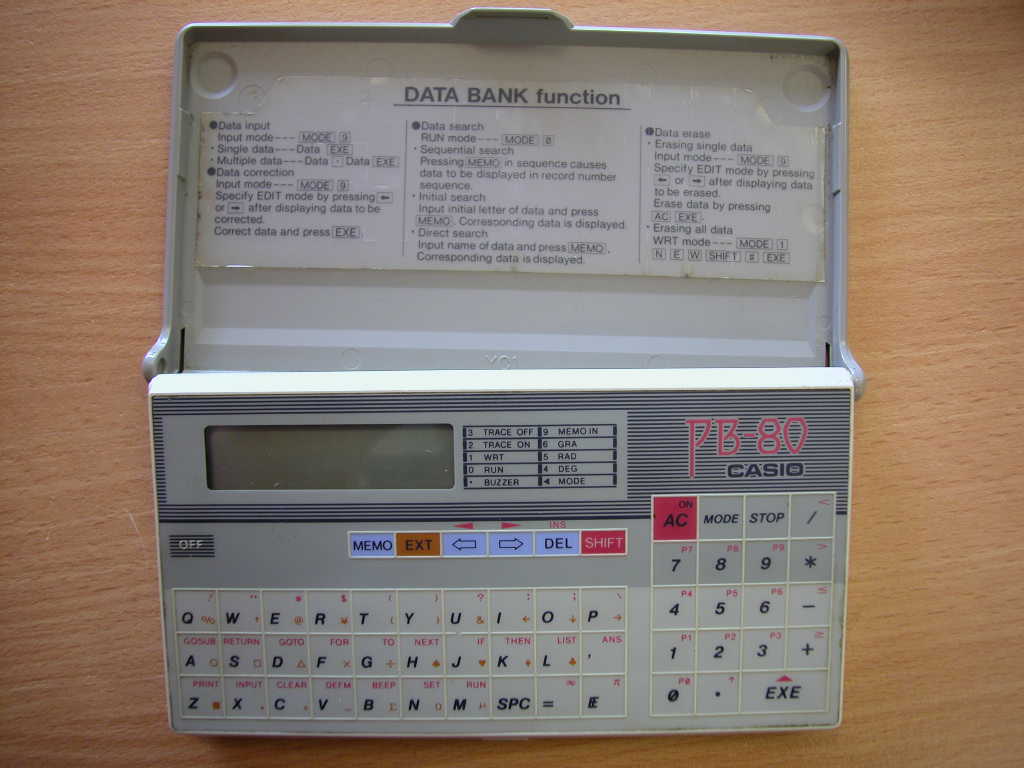 DATA BANK function
●Data input
Input mode--- MODE 9
・Single data---Data EXE
・Multiple data---Data · Data EXE
●Data correction
Input mode--- MODE 9
Specify EDIT mode by pressing ←
or → after displaying data to be
corrected.
Correct data and press EXE.
●Data search
RUN mode---- MODE 0
・Sequential search
Pressing MEMO in sequence causes
data to be displayed in record number
sequence.
・Initial search
Input initial letter of data and press
MEMO. Corresponding data is displayed.
・Direct search
Input name of data and press MEMO.
Corresponding data is displayed.
●Data erase
・Erasing single data
Input mode--- MODE 9
Specify EDIT mode by pressing
← or → after displaying data
to be erased.
Erase data by pressing
AC EXE.
・Erasing all data
WRT mode--- MODE 1
N E W SHIFT # EXE
3 TRACE OFF 9 MEMO IN
2 TRACE ON 6 GRA
1 WRT 5 RAD
0 RUN 4 DEG
• BUZZER ◀ MODE
PB-80
CASIO
OFF
INS
MEMO EXT ⇦ ⇨ DEL SHIFT
ON <
AC MODE STOP /
P7 P8 P9 >
7 8 9 *
P4 P5 P6 ≤
4 5 6 −
P1 P2 P3 ≥
1 2 3 +
P0 ↑
0 • EXE
! " # $ ( ) ? : ;
Q W E R T Y U I O P
GOSUB RETURN GOTO FOR TO NEXT IF THEN LIST ANS
A S D F G H J K L ,
PRINT INPUT CLEAR DEFM BEEP SET RUN ∞ π
Z X C V B N M SPC = E